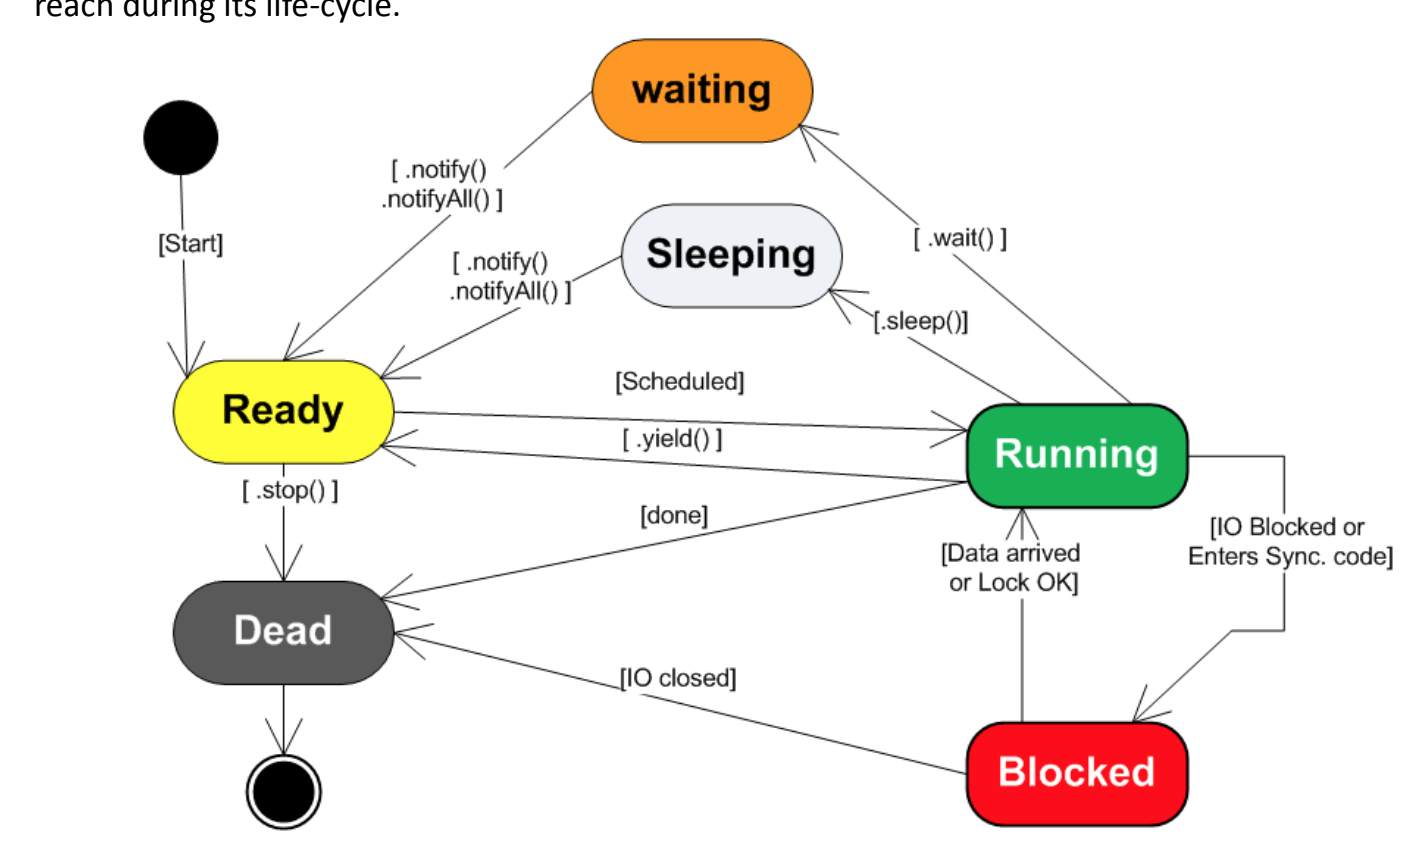 reach during its life-cycle.
waiting
[ .notify()
.notifyAll() ]
[Start]
[ .wait() ]
Sleeping
[ .notify()
.notifyAll() ]
[.sleep()]
[Scheduled]
Ready
[ .yield() ]
Running
[ .stop() ]
[done]
[IO Blocked or
Enters Sync. code]
[Data arrived
or Lock OK]
Dead
[IO closed]
Blocked